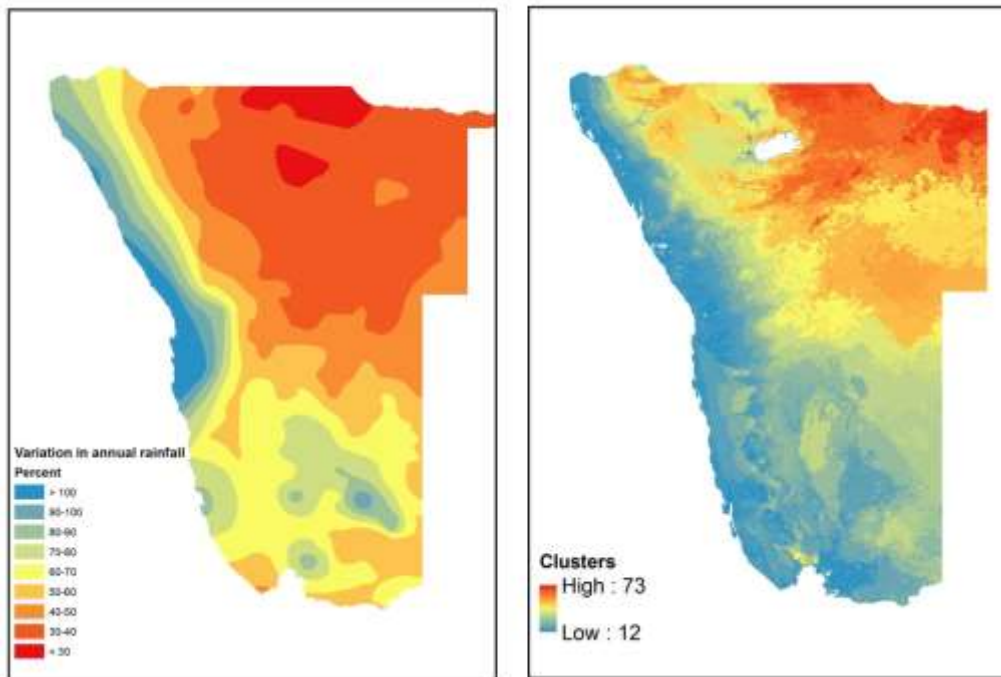 Variation in annual rainfall
Percent
> 100
90-100
80-90
70-80
60-70
50-60
40-50
30-40
< 30
Clusters
High : 73
Low : 12